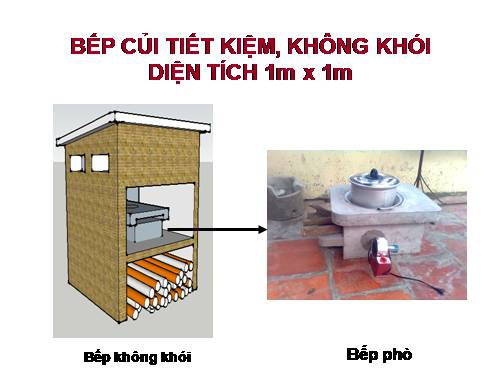 BẾP CỦI TIẾT KIỆM, KHÔNG KHÓI
DIỆN TÍCH 1m x 1m
Bếp không khói
Bếp phò